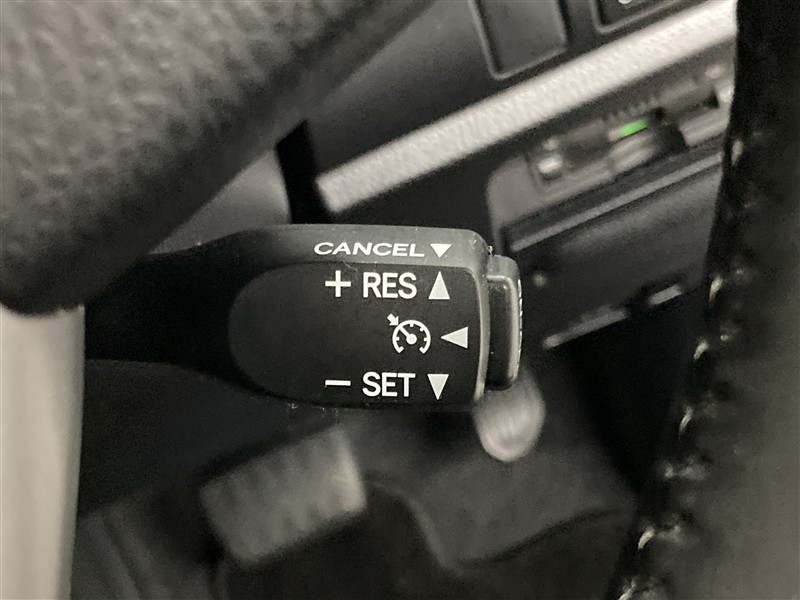 CANCEL ▼
+ RES ▲
◀
− SET ▼